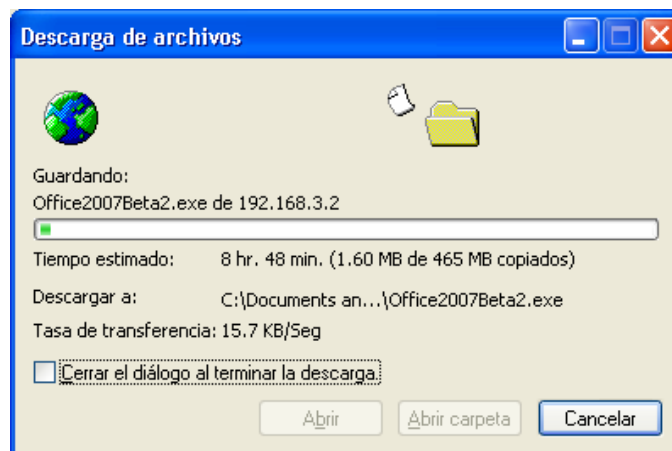 Descarga de archivos
Guardando:
Office2007Beta2.exe de 192.168.3.2
Tiempo estimado: 8 hr. 48 min. (1.60 MB de 465 MB copiados)
Descargar a: C:\Documents an...\Office2007Beta2.exe
Tasa de transferencia: 15.7 KB/Seg
Cerrar el diálogo al terminar la descarga.
Abrir Abrir carpeta Cancelar